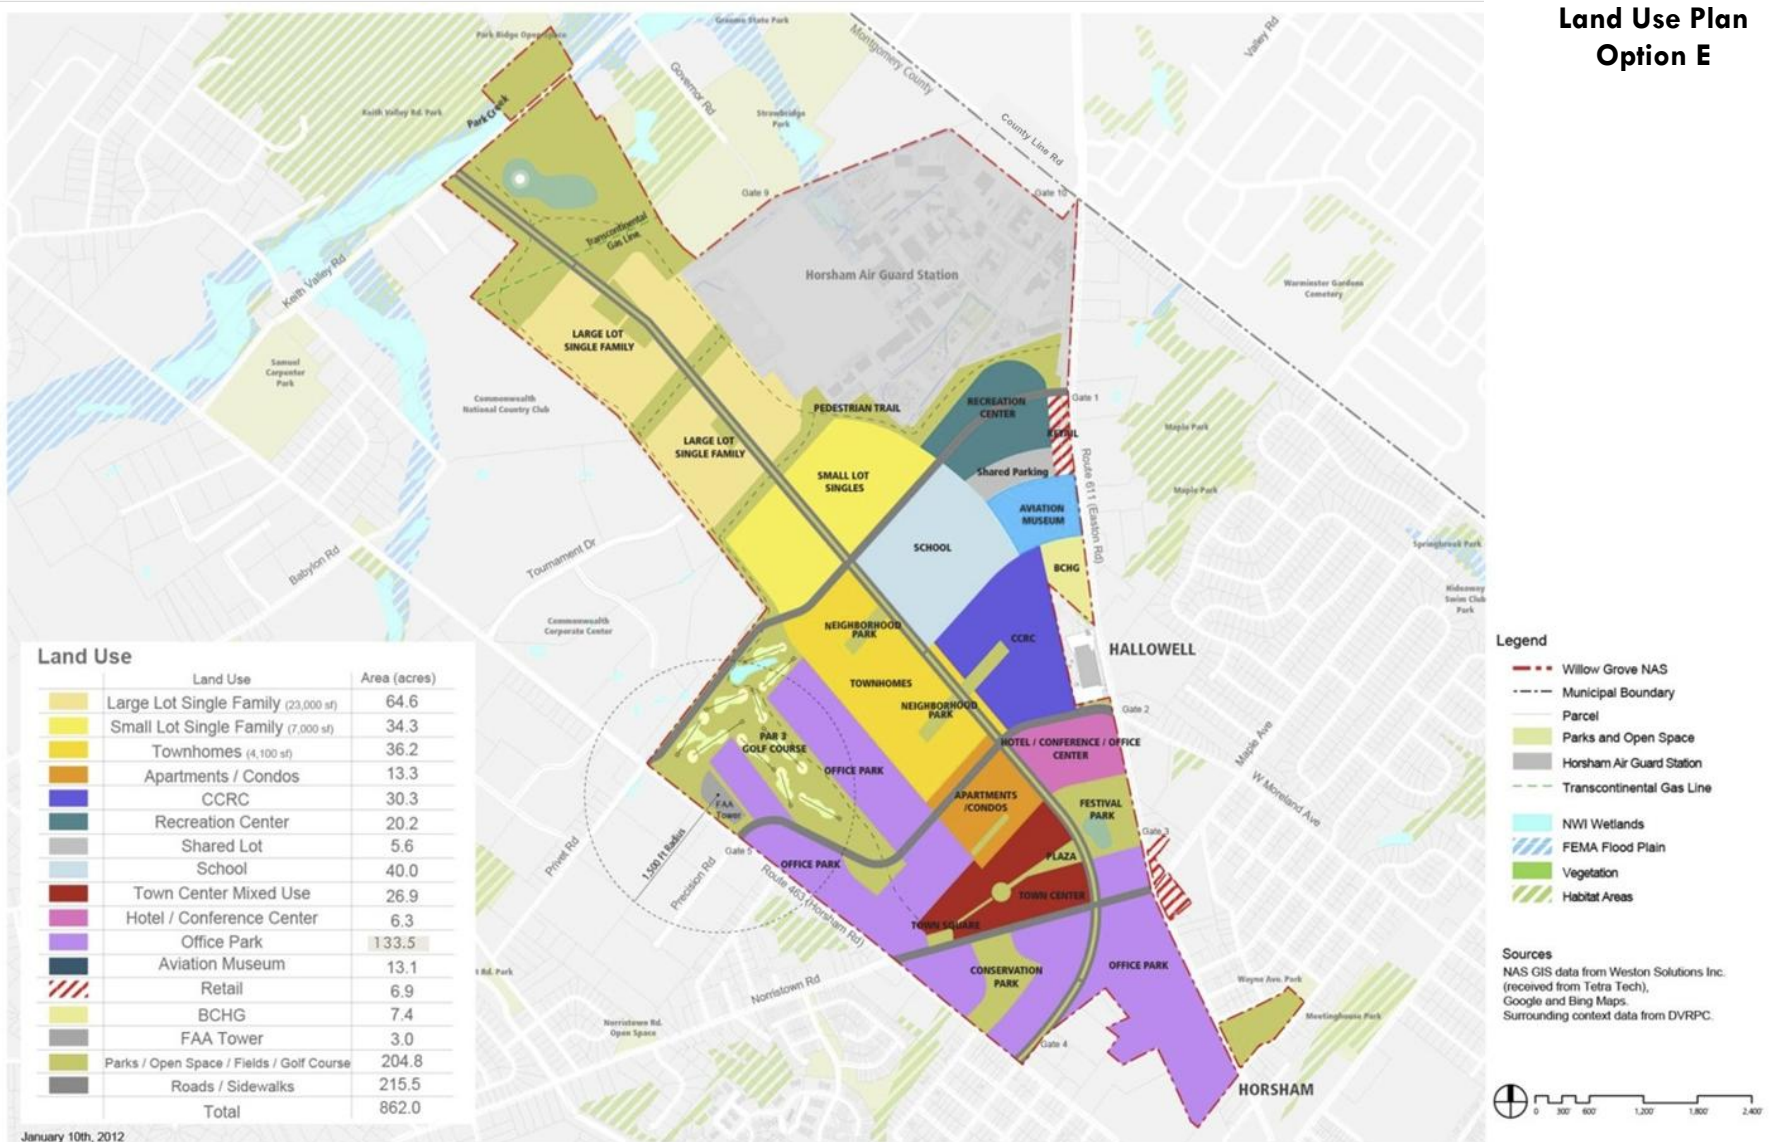 Land Use Plan
Option E
Graeme State Park
Park Ridge Open Space
Montgomery County
Valley Rd
Governor Rd
Keith Valley Rd. Park
Park Creek
Strawbridge
Park
County Line Rd
Gate 9
Gate 10
Transcontinental
Gas Line
Keith Valley Rd
Horsham Air Guard Station
Warminster Gardens
Cemetery
LARGE LOT
SINGLE FAMILY
Samuel
Carpenter
Park
Commonwealth
National Country Club
PEDESTRIAN TRAIL
RECREATION
CENTER
Gate 1
RETAIL
Maple Park
LARGE LOT
SINGLE FAMILY
SMALL LOT
SINGLES
Shared Parking
Route 611 (Easton Rd)
Maple Park
AVIATION
MUSEUM
SCHOOL
Springbrook Park
Babylon Rd
Tournament Dr
BCHG
Hideaway
Swim Club
Park
Commonwealth
Corporate Center
NEIGHBORHOOD
PARK
CCRC
HALLOWELL
TOWNHOMES
NEIGHBORHOOD
PARK
Gate 2
PAR 3
GOLF COURSE
HOTEL / CONFERENCE / OFFICE
CENTER
Maple Ave
OFFICE PARK
W Moreland Ave
FAA
Tower
APARTMENTS
/CONDOS
FESTIVAL
PARK
Gate 3
1,500 Ft Radius
Privet Rd
Gate 5
Precision Rd
OFFICE PARK
PLAZA
Route 463 (Horsham Rd)
TOWN CENTER
TOWN SQUARE
CONSERVATION
PARK
OFFICE PARK
Norristown Rd
Norristown Rd.
Open Space
Wayne Ave. Park
Meetinghouse Park
Gate 4
HORSHAM
t Rd. Park
Land Use
Land Use Area (acres)
Large Lot Single Family (23,000 sf) 64.6
Small Lot Single Family (7,000 sf) 34.3
Townhomes (4,100 sf) 36.2
Apartments / Condos 13.3
CCRC 30.3
Recreation Center 20.2
Shared Lot 5.6
School 40.0
Town Center Mixed Use 26.9
Hotel / Conference Center 6.3
Office Park 133.5
Aviation Museum 13.1
Retail 6.9
BCHG 7.4
FAA Tower 3.0
Parks / Open Space / Fields / Golf Course 204.8
Roads / Sidewalks 215.5
Total 862.0
January 10th, 2012
Legend
Willow Grove NAS
Municipal Boundary
Parcel
Parks and Open Space
Horsham Air Guard Station
Transcontinental Gas Line
NWI Wetlands
FEMA Flood Plain
Vegetation
Habitat Areas
Sources
NAS GIS data from Weston Solutions Inc.
(received from Tetra Tech),
Google and Bing Maps.
Surrounding context data from DVRPC.
0 300' 600' 1,200' 1,800' 2,400'